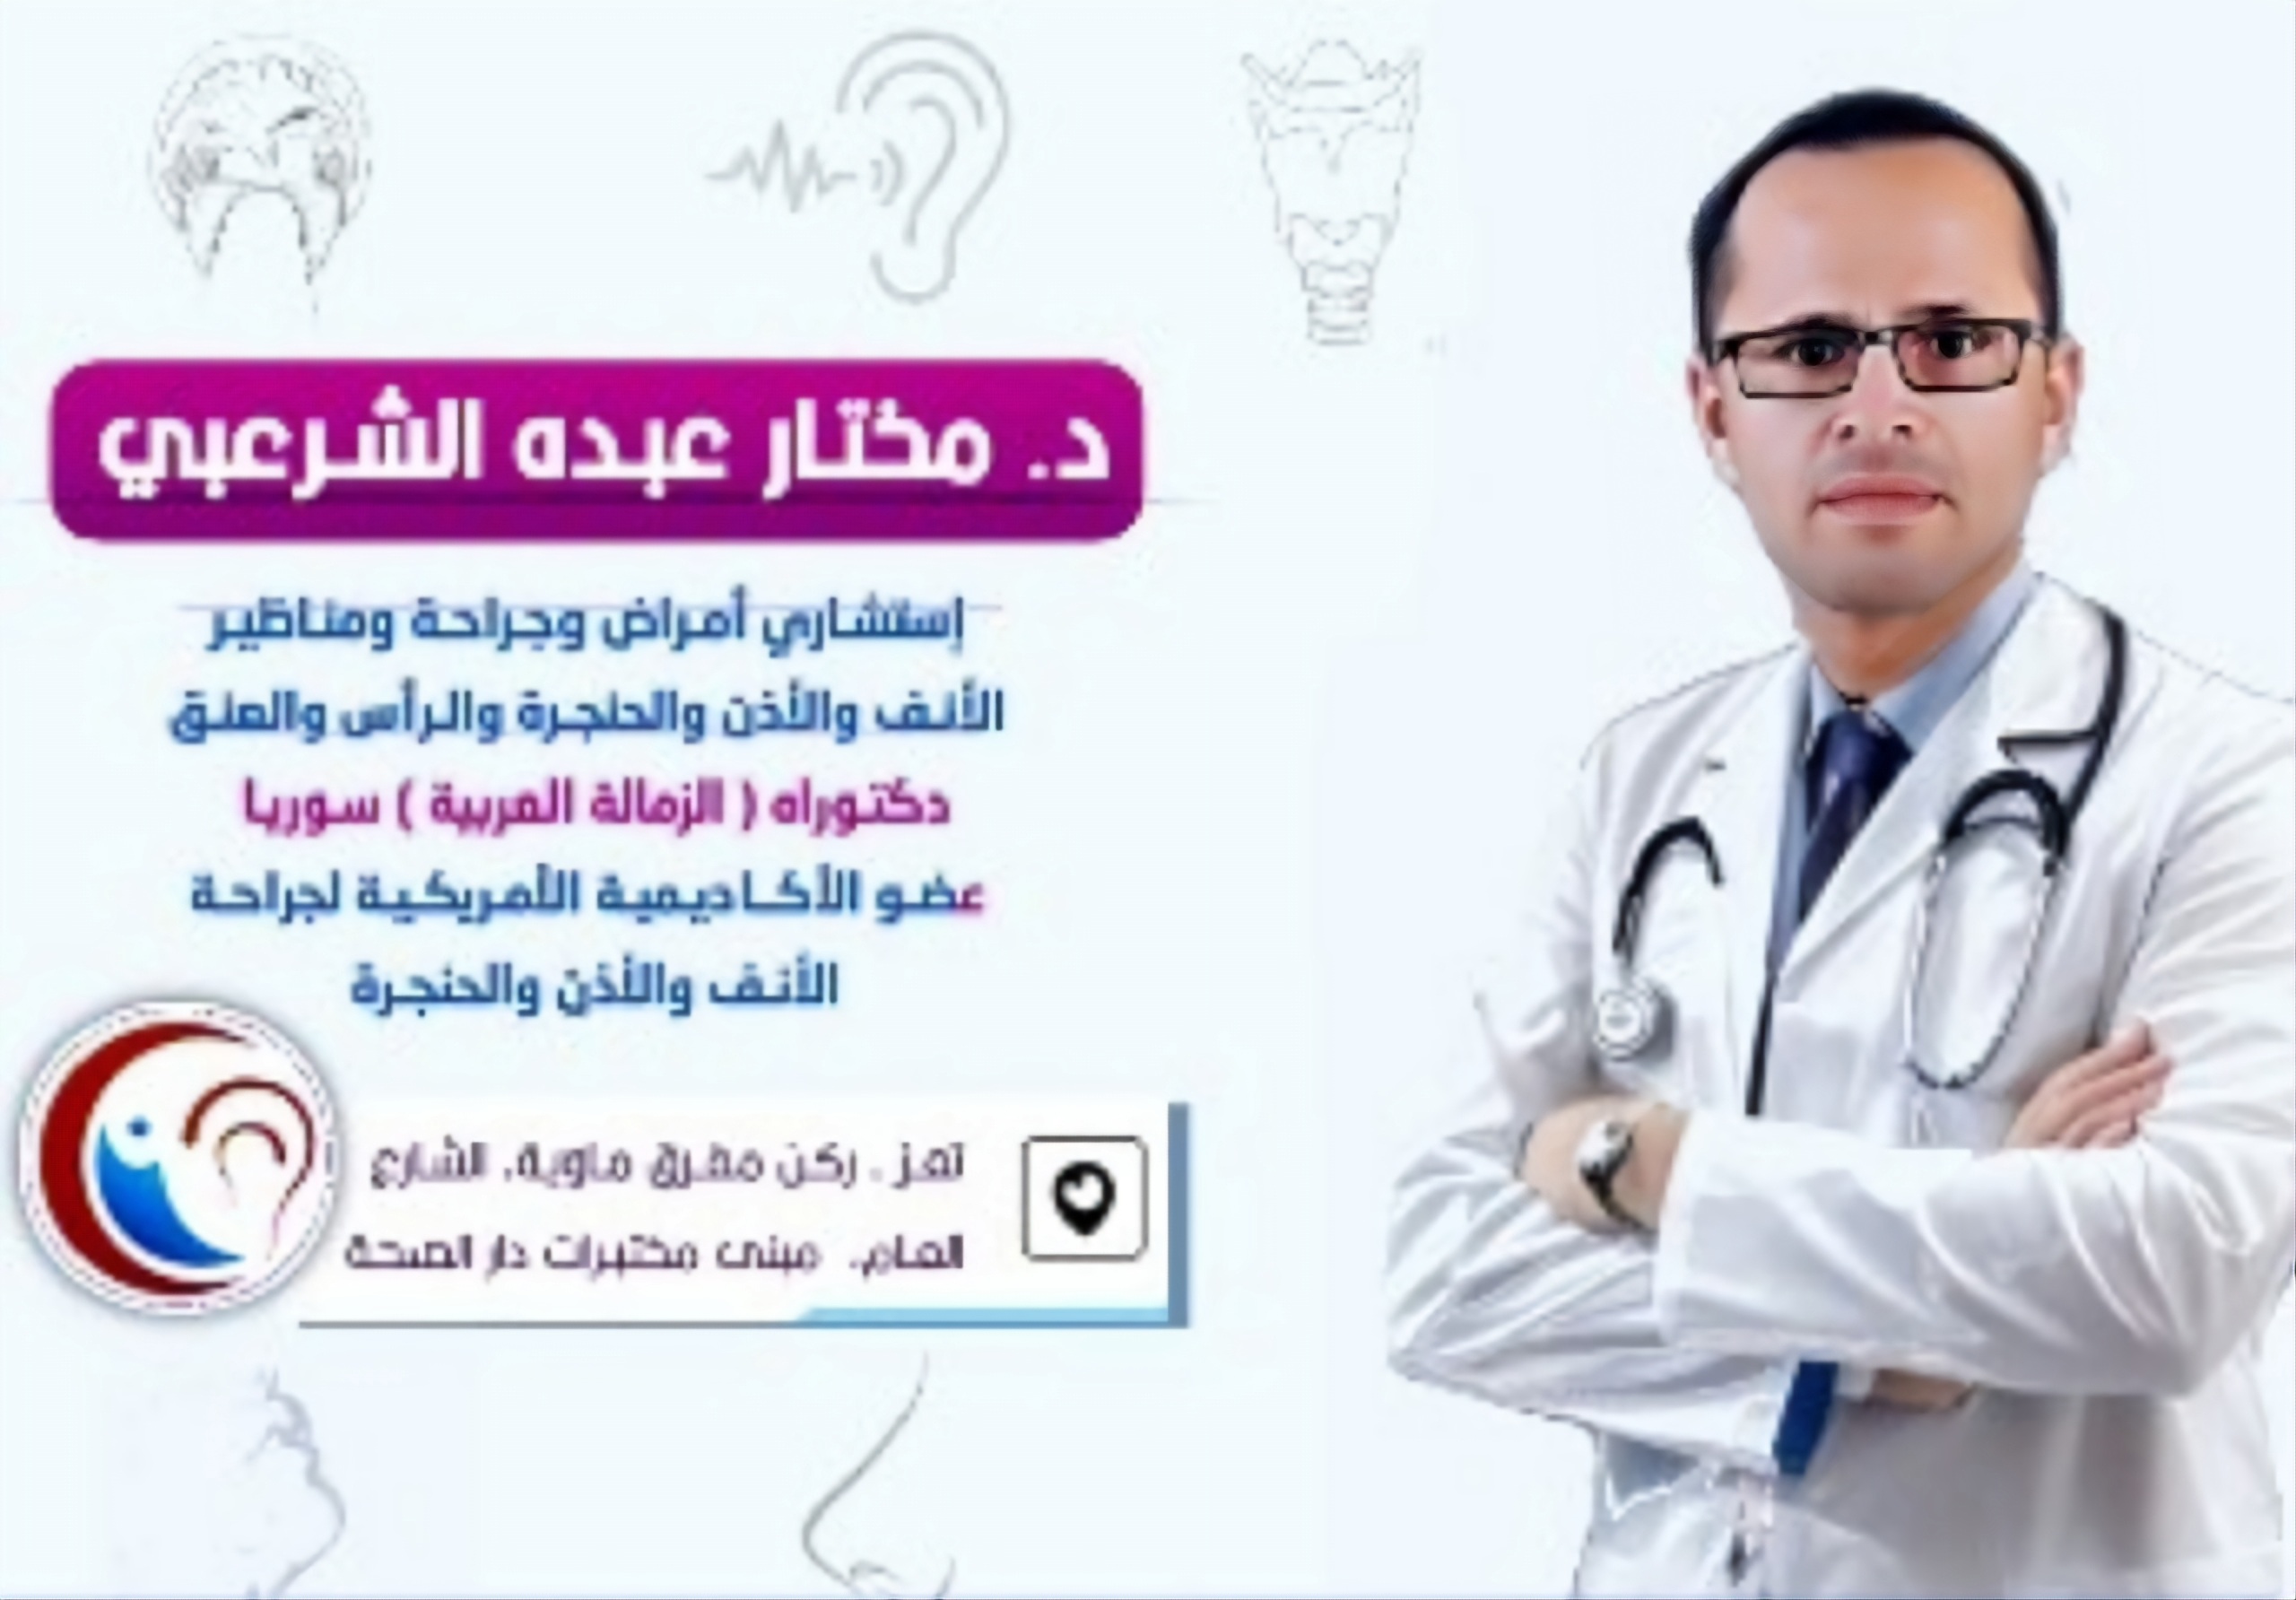 د. مختار عبده الشرعبي
إستشاري أمراض وجراحة ومناظير
الأنف والأذن والحنجرة والرأس والعنق
دكتوراه ( الزمالة العربية ) سوريا
عضو الأكاديمية الأمريكية لجراحة
الأنف والأذن والحنجرة
تعز . ركن مفرق ماوية، الشارع
العام، مبنى مختبرات دار الصحة